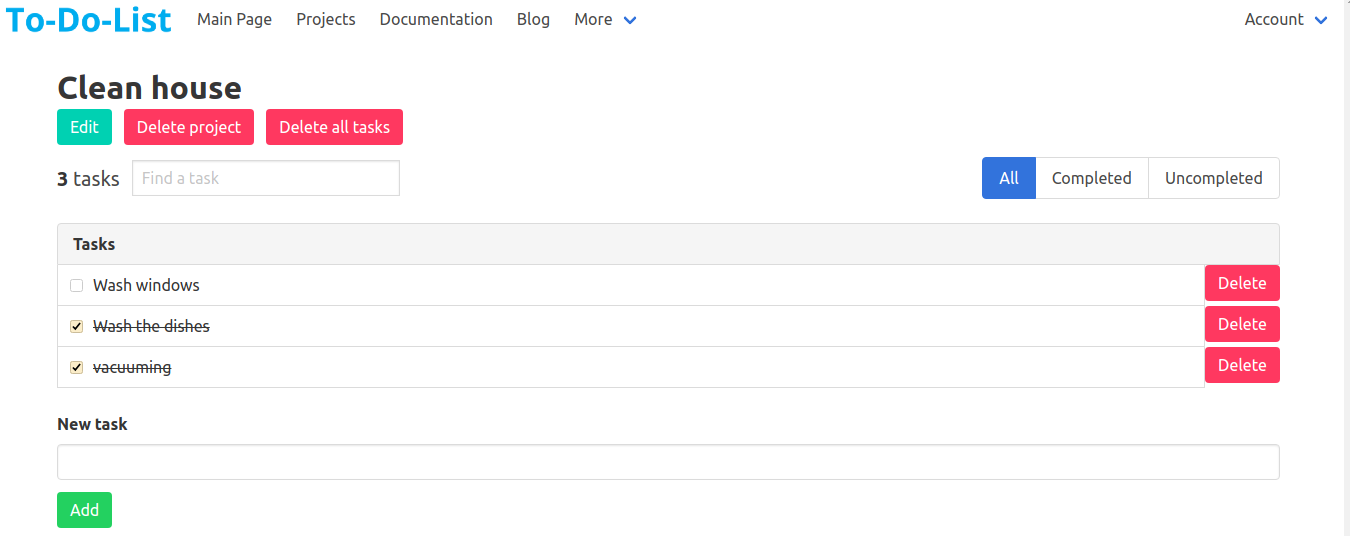 To-Do-List Main Page Projects Documentation Blog More Account
Clean house
Edit Delete project Delete all tasks
3 tasks Find a task All Completed Uncompleted
Tasks
Wash windows Delete
Wash the dishes Delete
vacuuming Delete
New task
Add